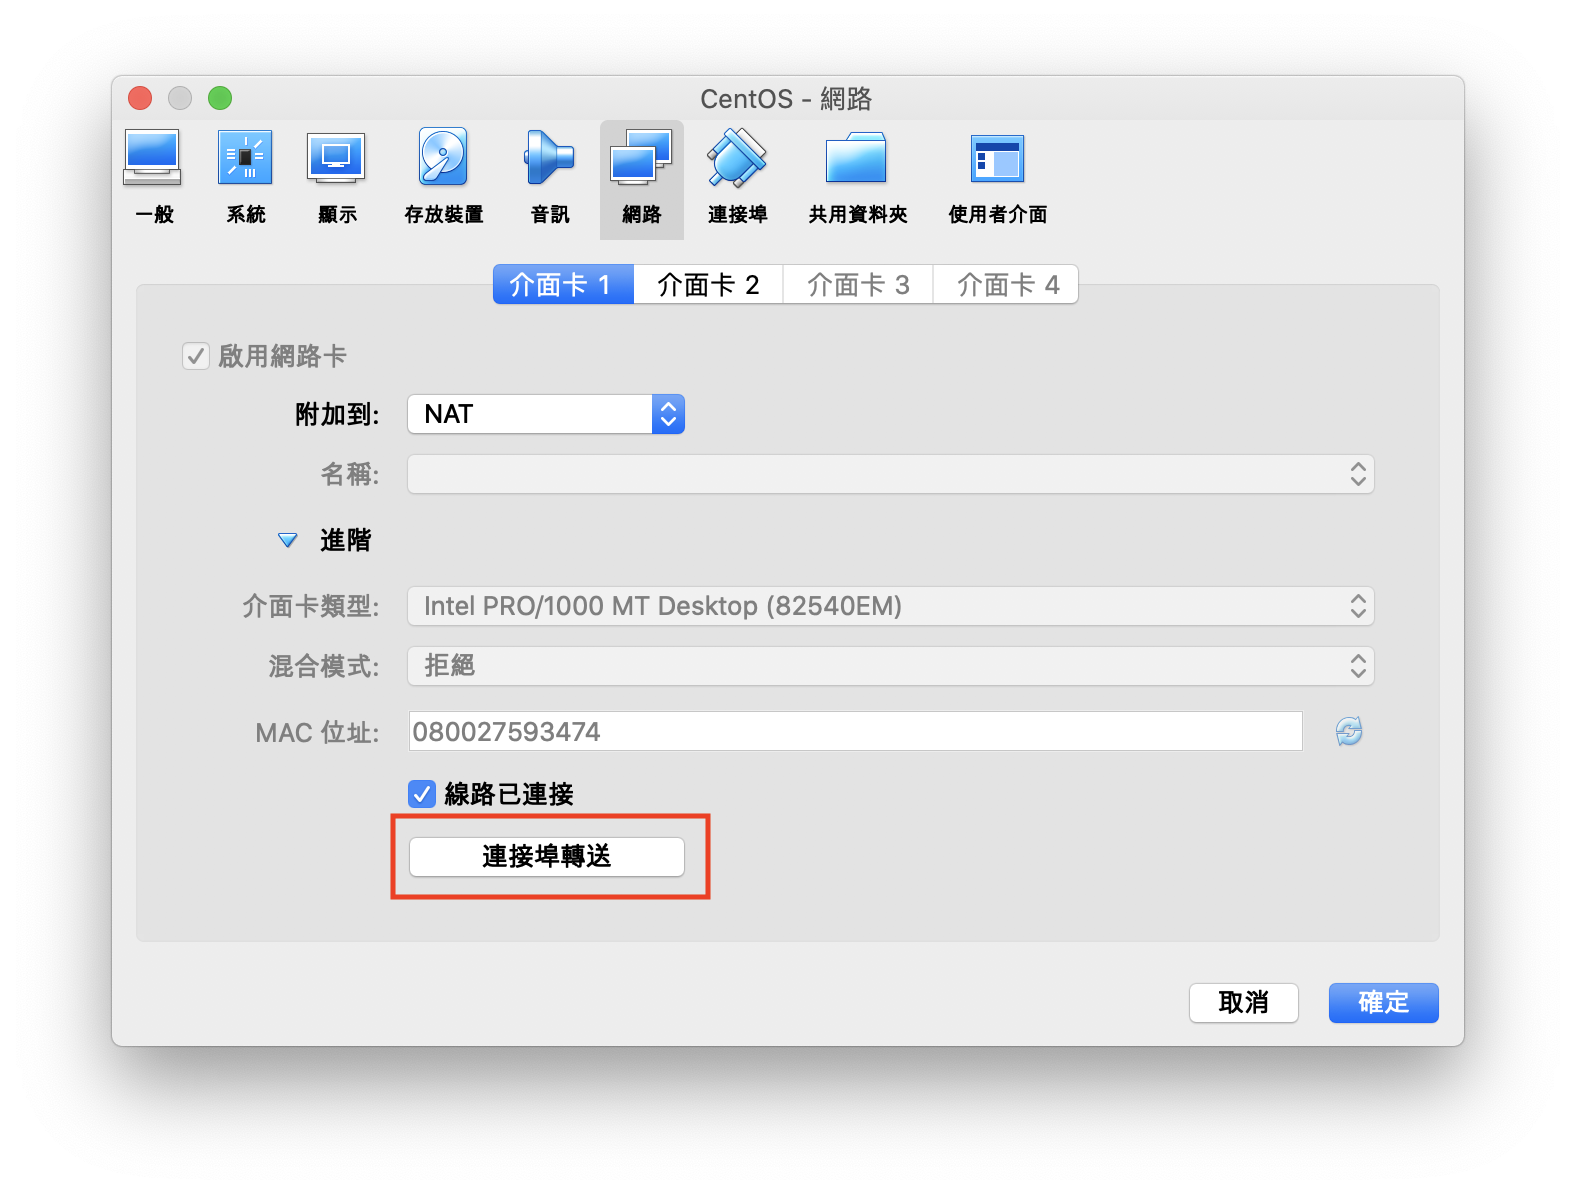 CentOS - 網路
一般 系統 顯示 存放裝置 音訊 網路 連接埠 共用資料夾 使用者介面
介面卡 1 介面卡 2 介面卡 3 介面卡 4
啟用網路卡
附加到: NAT
名稱:
進階
介面卡類型: Intel PRO/1000 MT Desktop (82540EM)
混合模式: 拒絕
MAC 位址: 080027593474
線路已連接
連接埠轉送
取消 確定